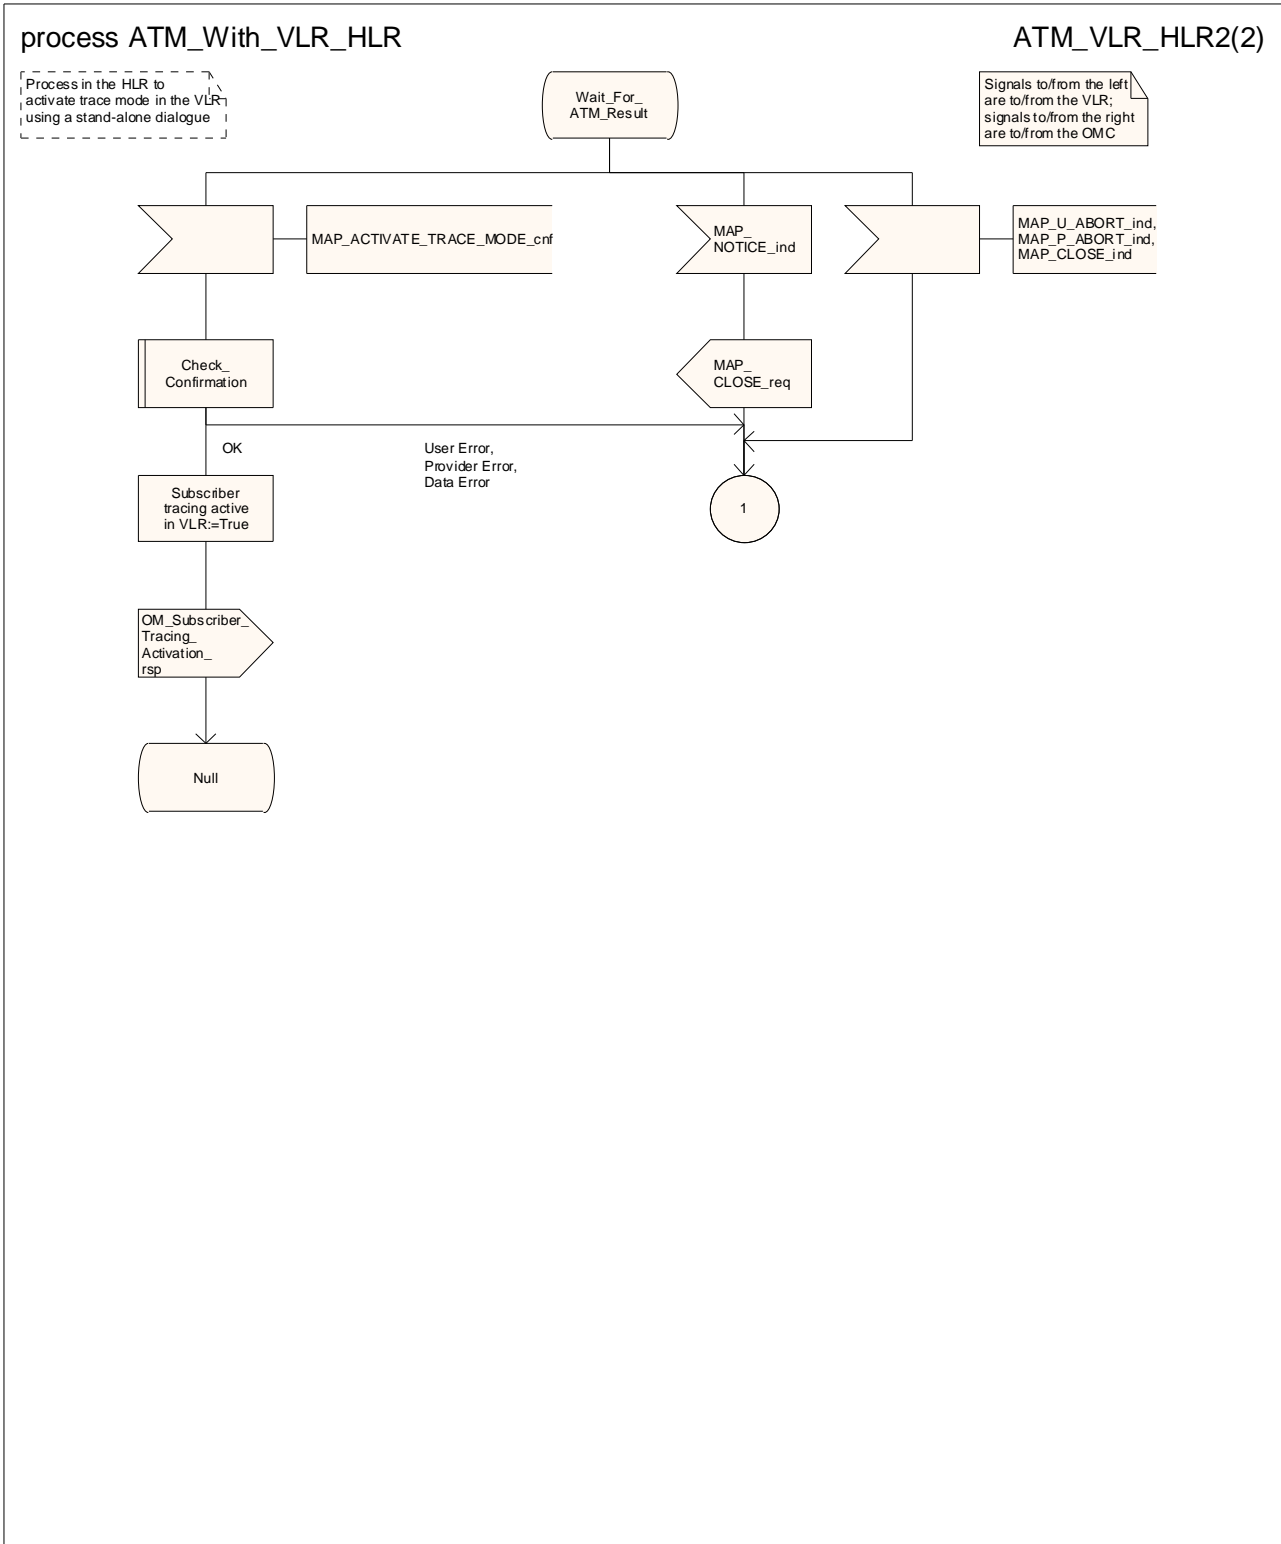 process ATM_With_VLR_HLR
ATM_VLR_HLR2(2)
Process in the HLR to
activate trace mode in the VLR
using a stand-alone dialogue
Wait_For_
ATM_Result
Signals to/from the left
are to/from the VLR;
signals to/from the right
are to/from the OMC
MAP_ACTIVATE_TRACE_MODE_cnf
MAP_
NOTICE_ind
MAP_U_ABORT_ind,
MAP_P_ABORT_ind,
MAP_CLOSE_ind
Check_
Confirmation
MAP_
CLOSE_req
OK
User Error,
Provider Error,
Data Error
Subscriber
tracing active
in VLR:=True
1
OM_Subscriber_
Tracing_
Activation_
rsp
Null